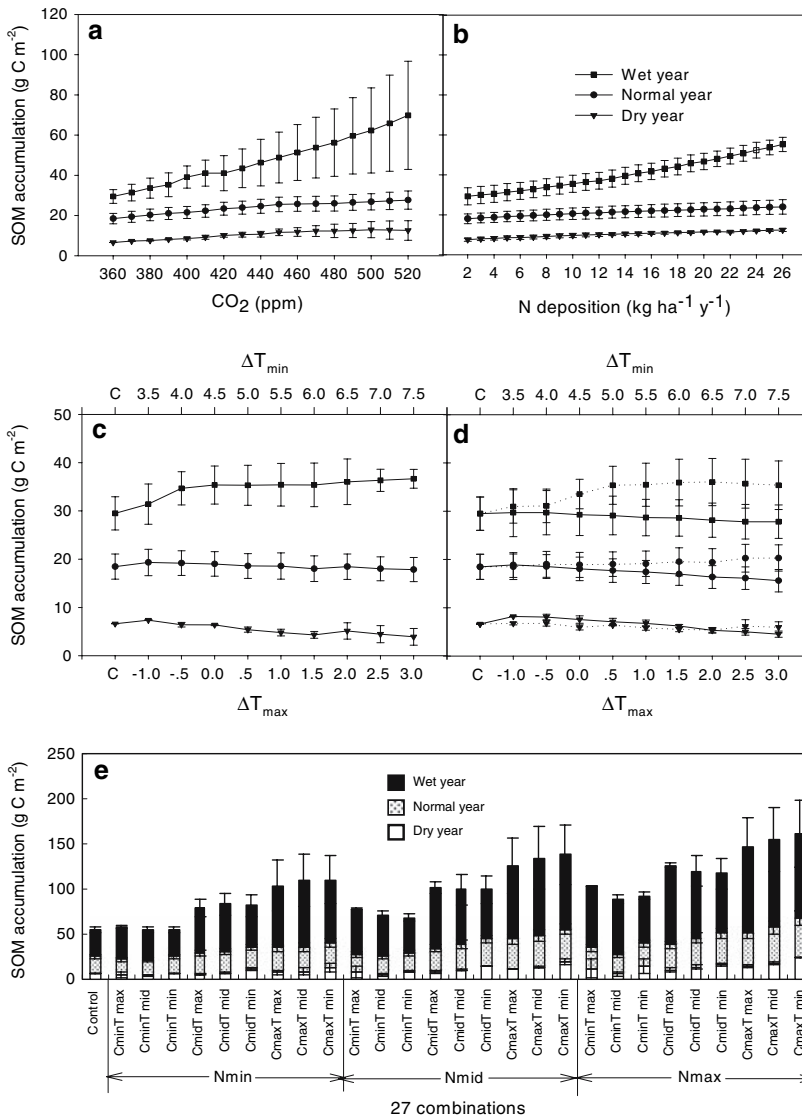 a
b
SOM accumulation (g C m-2)
120
100
80
60
40
20
0
360 380 400 420 440 460 480 500 520
CO2 (ppm)
Wet year
Normal year
Dry year
2 4 6 8 10 12 14 16 18 20 22 24 26
N deposition (kg ha-1 y-1)
ΔTmin
ΔTmin
C 3.5 4.0 4.5 5.0 5.5 6.0 6.5 7.0 7.5
C 3.5 4.0 4.5 5.0 5.5 6.0 6.5 7.0 7.5
c
d
SOM accumulation (g C m-2)
50
40
30
20
10
0
C -1.0 -.5 0.0 .5 1.0 1.5 2.0 2.5 3.0
C -1.0 -.5 0.0 .5 1.0 1.5 2.0 2.5 3.0
ΔTmax
ΔTmax
e
SOM accumulation (g C m-2)
250
200
150
100
50
0
Wet year
Normal year
Dry year
Control
CminT max
CminT mid
CminT min
CmidT max
CmidT mid
CmidT min
CmaxT max
CmaxT mid
CmaxT min
CminT max
CminT mid
CminT min
CmidT max
CmidT mid
CmidT min
CmaxT max
CmaxT mid
CmaxT min
CminT max
CminT mid
CminT min
CmidT max
CmidT mid
CmidT min
CmaxT max
CmaxT mid
CmaxT min
Nmin
Nmid
Nmax
27 combinations